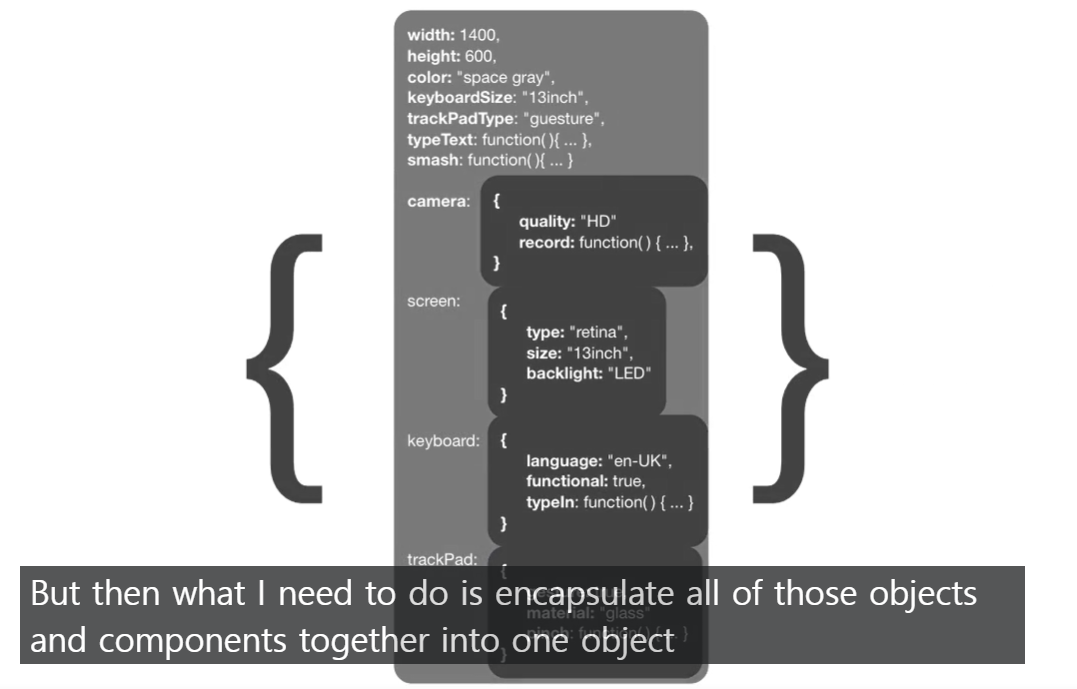 width: 1400,
height: 600,
color: "space gray",
keyboardSize: "13inch",
trackPadType: "guesture",
typeText: function(){ ... },
smash: function(){ ... }
camera: {
quality: "HD"
record: function( ) { ... },
}
screen: {
type: "retina",
size: "13inch",
backlight: "LED"
}
keyboard: {
language: "en-UK",
functional: true,
typeIn: function( ) { ... }
}
trackPad: {
material: "glass"
pinch: function( ) { ... }
}
{ }
But then what I need to do is encapsulate all of those objects
and components together into one object